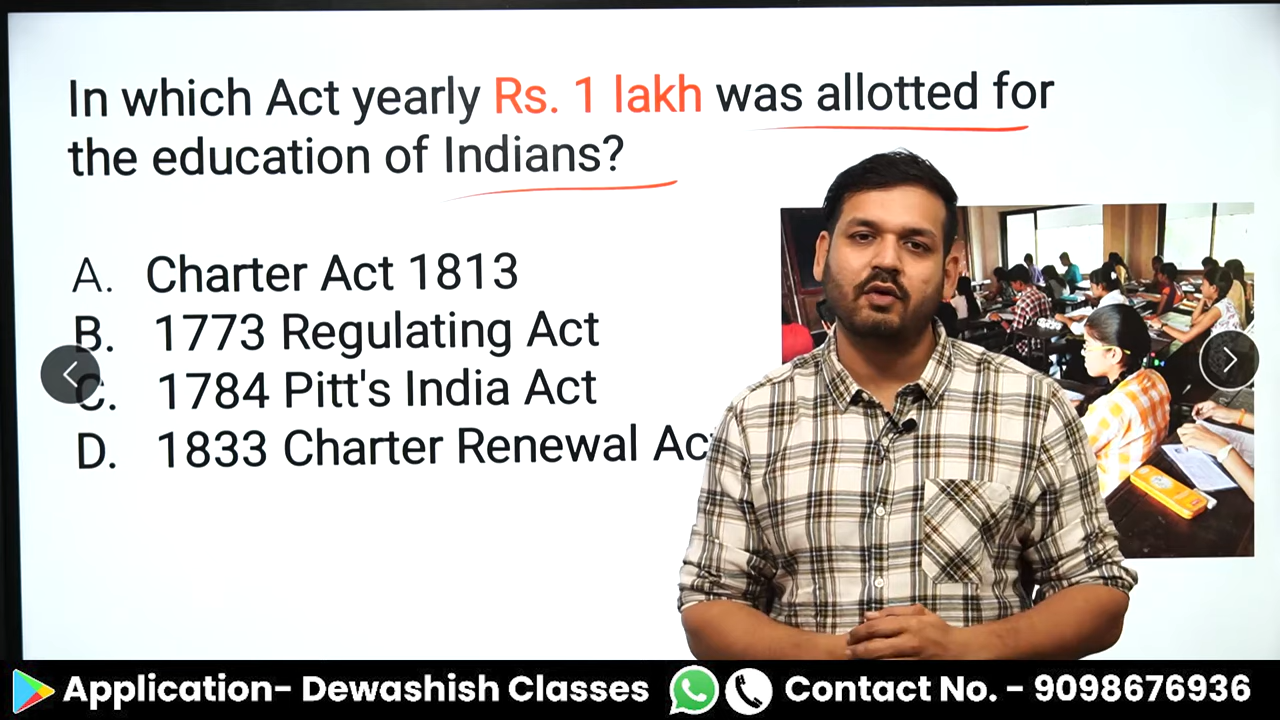 In which Act yearly Rs. 1 lakh was allotted for
the education of Indians?
A. Charter Act 1813
B. 1773 Regulating Act
C. 1784 Pitt's India Act
D. 1833 Charter Renewal Act
Application- Dewashish Classes Contact No. - 9098676936